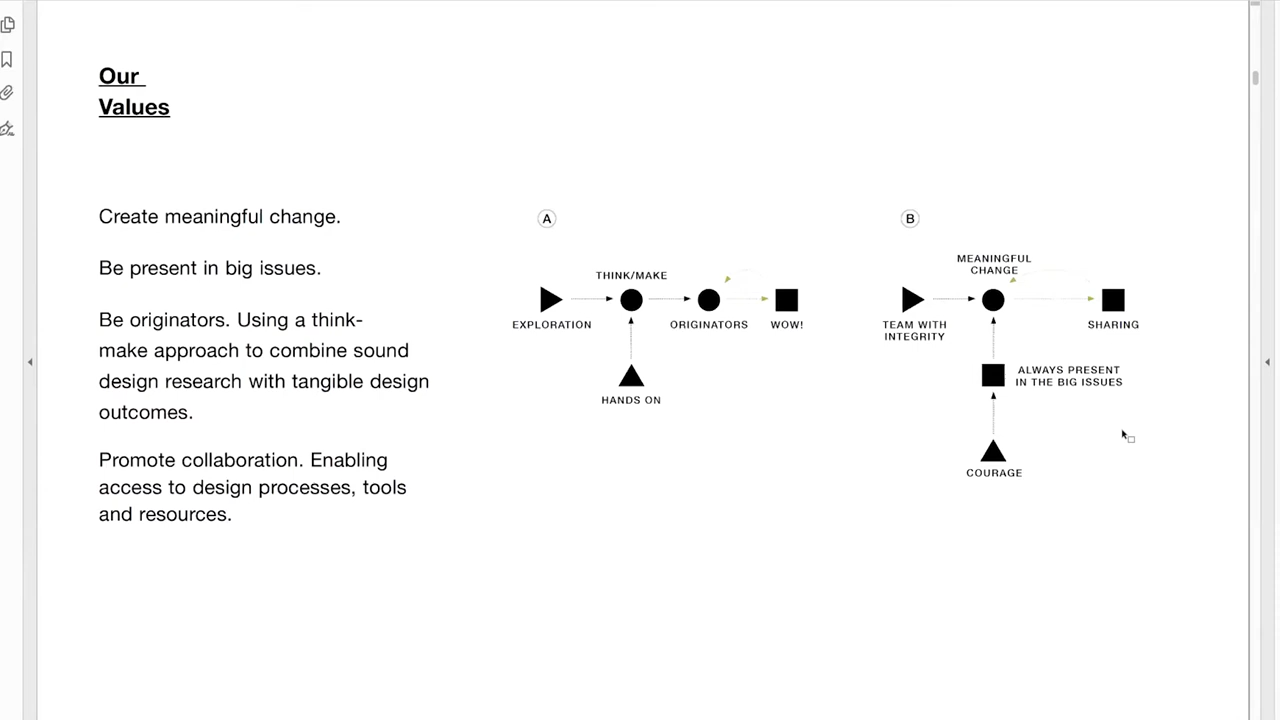 Our
Values
Create meaningful change.
Be present in big issues.
Be originators. Using a think-
make approach to combine sound
design research with tangible design
outcomes.
Promote collaboration. Enabling
access to design processes, tools
and resources.
A
THINK/MAKE
EXPLORATION
ORIGINATORS
WOW!
HANDS ON
B
MEANINGFUL
CHANGE
TEAM WITH
INTEGRITY
SHARING
ALWAYS PRESENT
IN THE BIG ISSUES
COURAGE